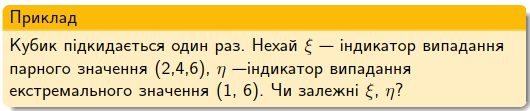 Приклад
Кубик підкидається один раз. Нехай ξ — індикатор випадання
парного значення (2,4,6), η —індикатор випадання
екстремального значення (1, 6). Чи залежні ξ, η?